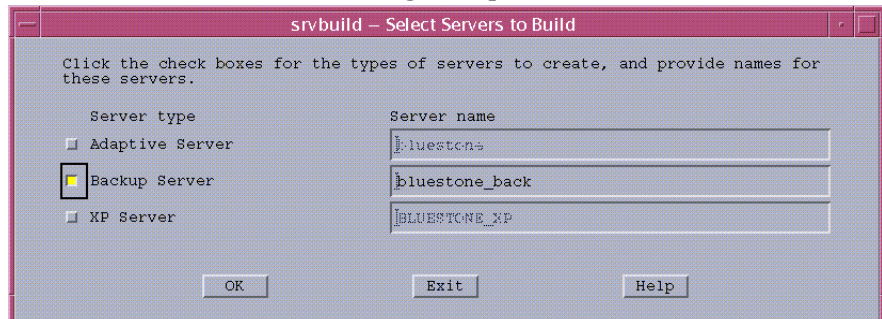 srvbuild – Select Servers to Build
Click the check boxes for the types of servers to create, and provide names for
these servers.
Server type Server name
Adaptive Server bluestone
Backup Server bluestone_back
XP Server BLUESTONE_XP
OK Exit Help